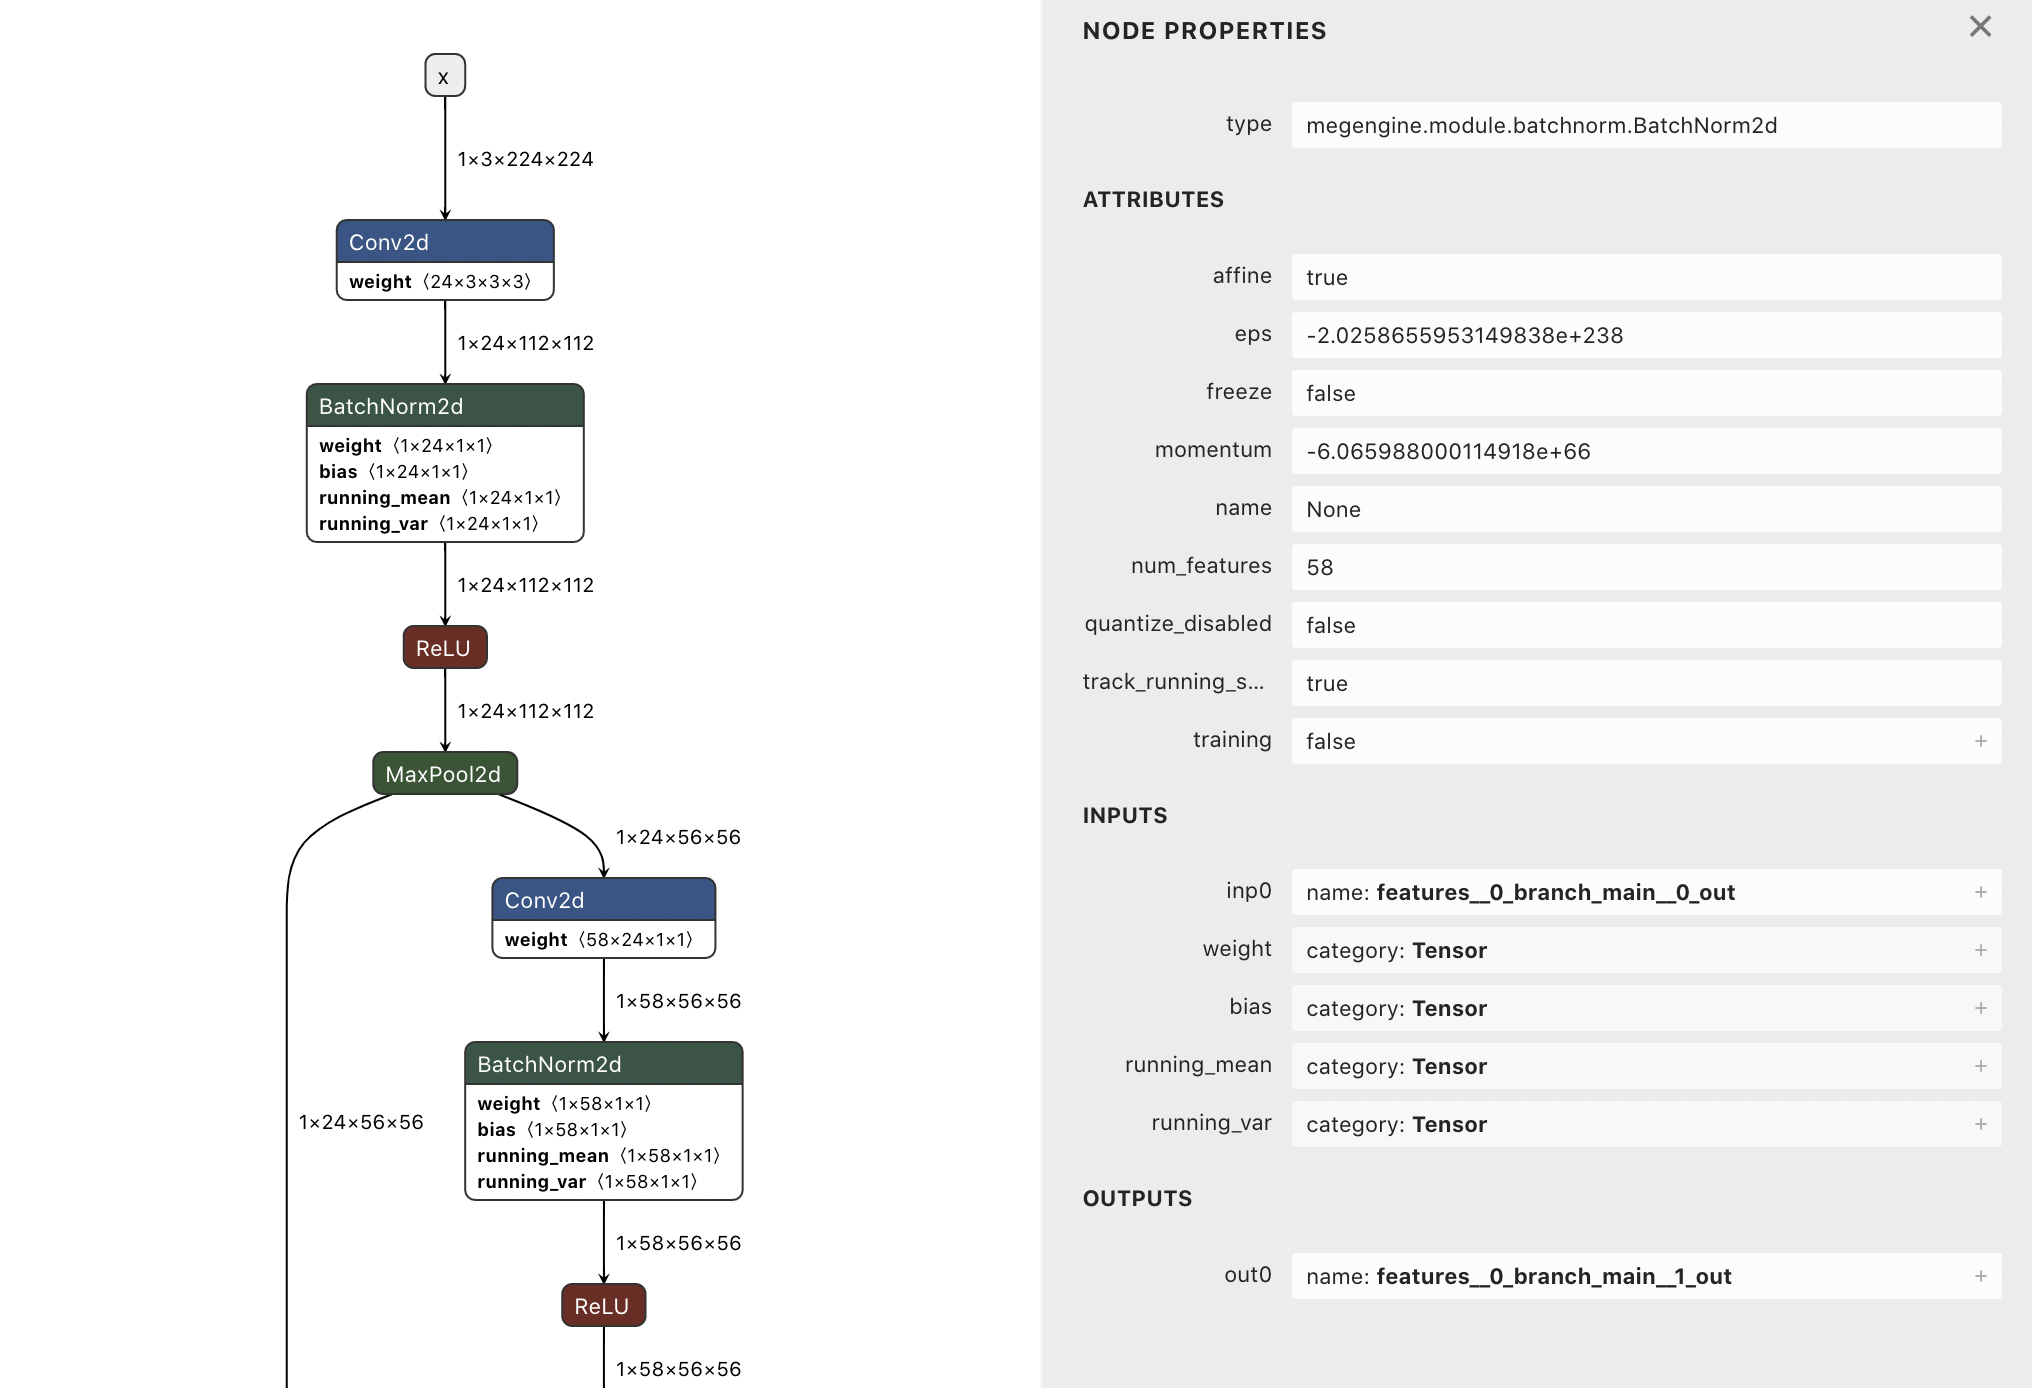 x
1×3×224×224
Conv2d
weight ⟨24×3×3×3⟩
1×24×112×112
BatchNorm2d
weight ⟨1×24×1×1⟩
bias ⟨1×24×1×1⟩
running_mean ⟨1×24×1×1⟩
running_var ⟨1×24×1×1⟩
1×24×112×112
ReLU
1×24×112×112
MaxPool2d
1×24×56×56
Conv2d
weight ⟨58×24×1×1⟩
1×58×56×56
BatchNorm2d
weight ⟨1×58×1×1⟩
bias ⟨1×58×1×1⟩
running_mean ⟨1×58×1×1⟩
running_var ⟨1×58×1×1⟩
1×24×56×56
1×58×56×56
ReLU
1×58×56×56
NODE PROPERTIES
type megengine.module.batchnorm.BatchNorm2d
ATTRIBUTES
affine true
eps -2.0258655953149838e+238
freeze false
momentum -6.065988000114918e+66
name None
num_features 58
quantize_disabled false
track_running_s... true
training false +
INPUTS
inp0 name: features__0_branch_main__0_out +
weight category: Tensor +
bias category: Tensor +
running_mean category: Tensor +
running_var category: Tensor +
OUTPUTS
out0 name: features__0_branch_main__1_out +